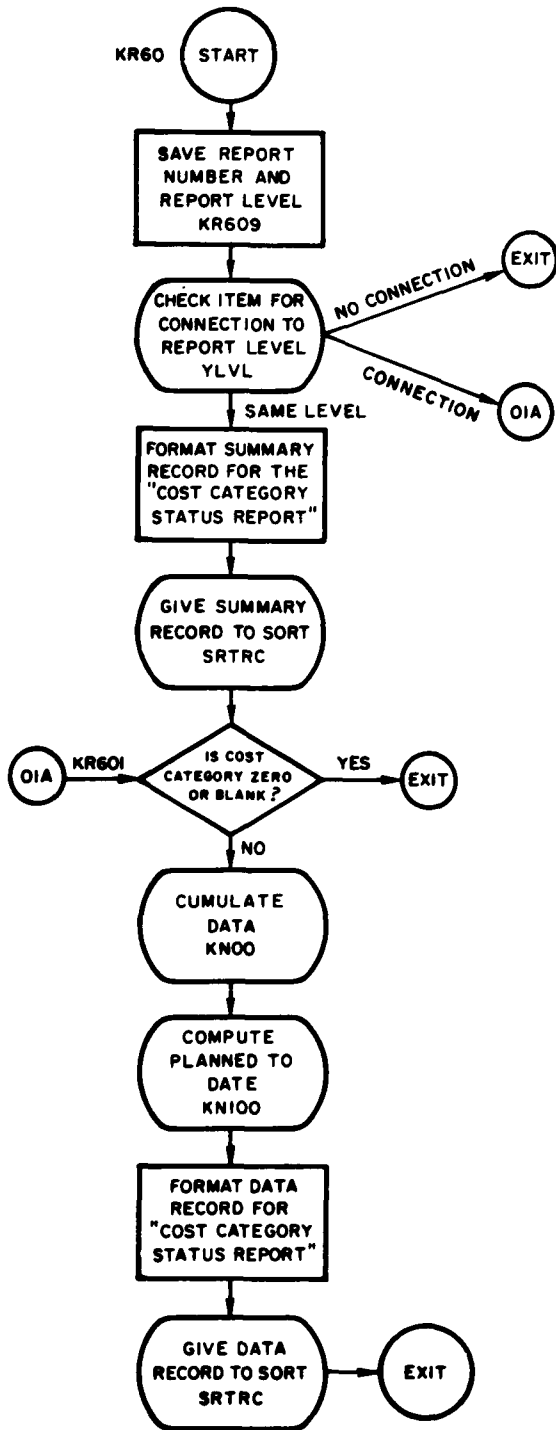 KR60
START
SAVE REPORT
NUMBER AND
REPORT LEVEL
KR609
CHECK ITEM FOR
CONNECTION TO
REPORT LEVEL
YLVL
NO CONNECTION
EXIT
CONNECTION
01A
SAME LEVEL
FORMAT SUMMARY
RECORD FOR THE
"COST CATEGORY
STATUS REPORT"
GIVE SUMMARY
RECORD TO SORT
SRTRC
01A
KR601
IS COST
CATEGORY ZERO
OR BLANK?
YES
EXIT
NO
CUMULATE
DATA
KN00
COMPUTE
PLANNED TO
DATE
KN100
FORMAT DATA
RECORD FOR
"COST CATEGORY
STATUS REPORT"
GIVE DATA
RECORD TO SORT
SRTRC
EXIT